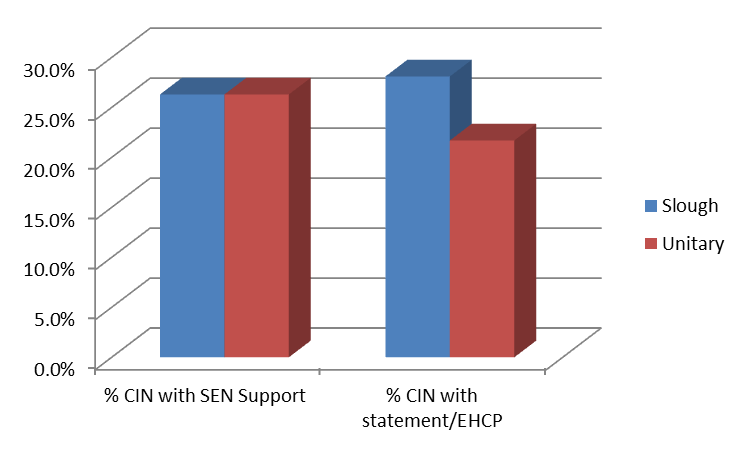 30.0%
25.0%
20.0%
15.0%
10.0%
5.0%
0.0%
% CIN with SEN Support
% CIN with
statement/EHCP
Slough
Unitary